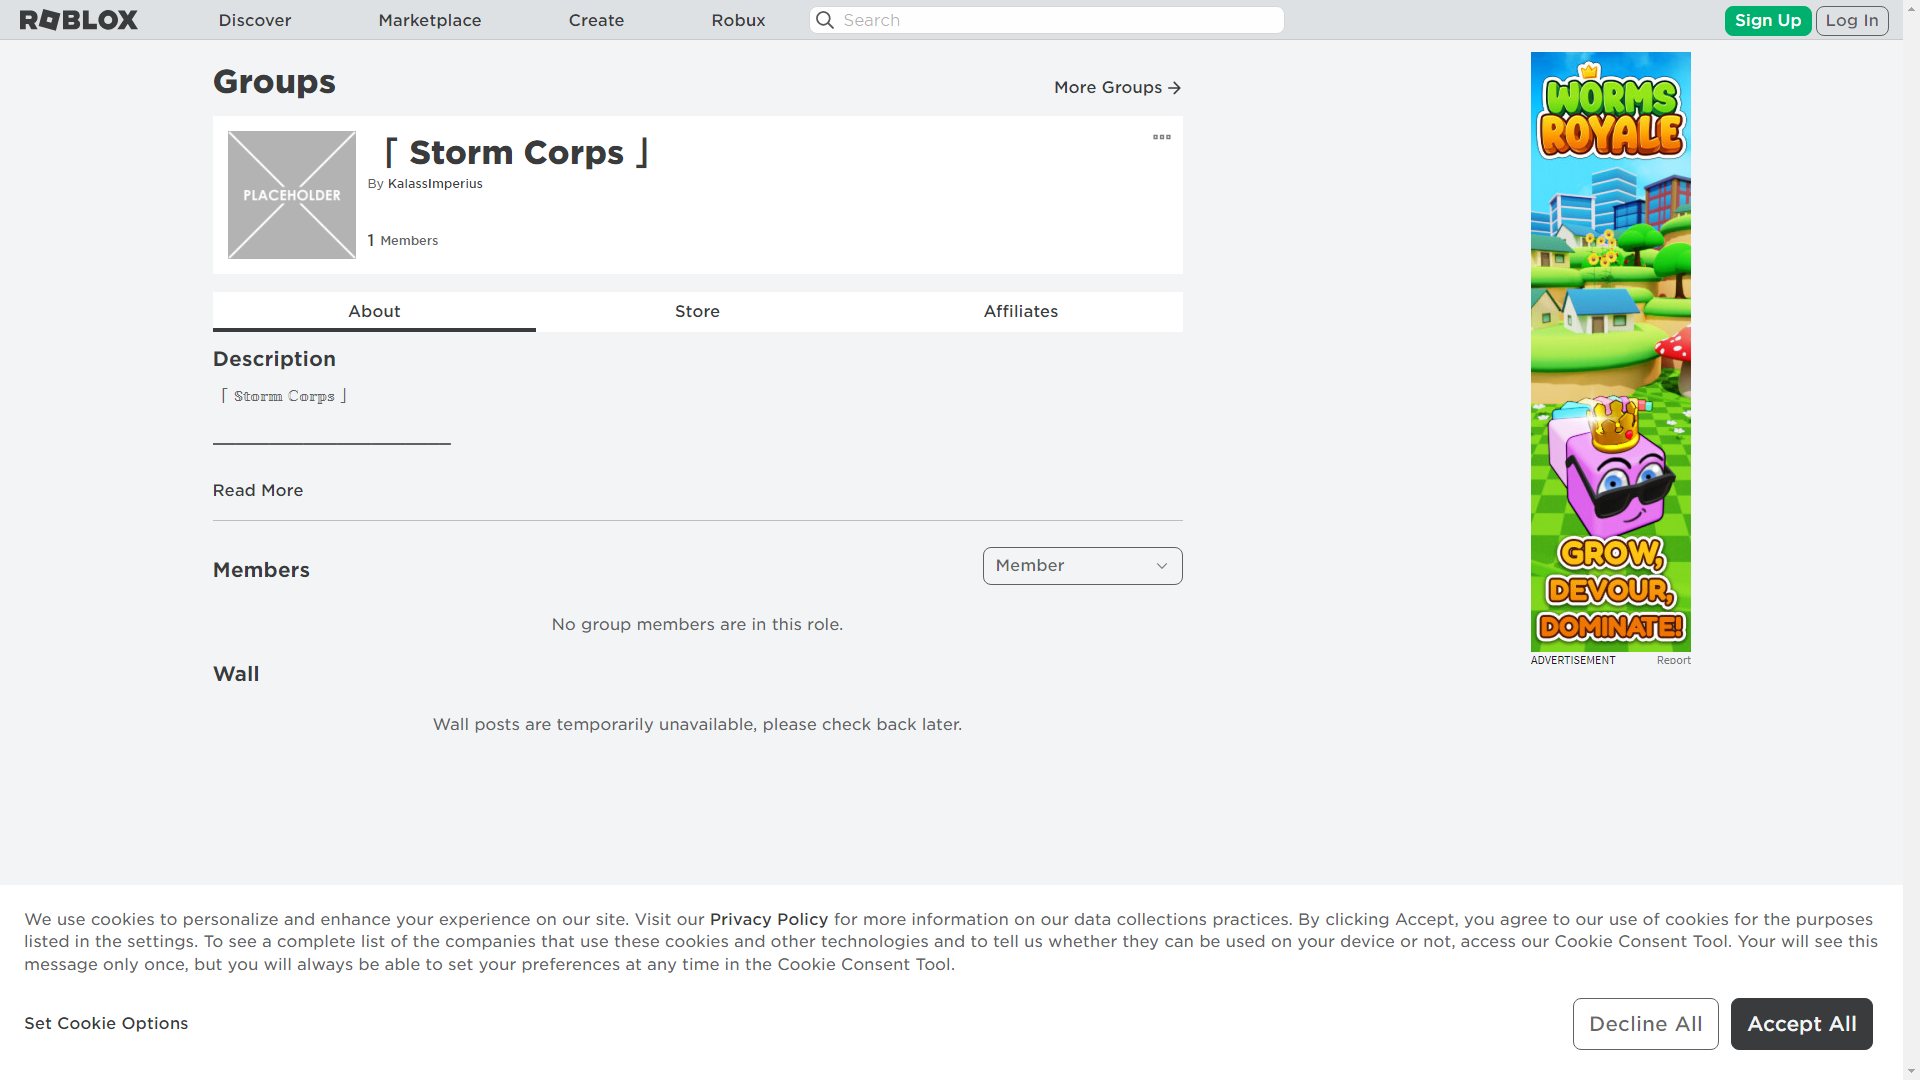 ROBLOX
Discover
Marketplace
Create
Robux
Search
Sign Up
Log In
Groups
More Groups
PLACEHOLDER
「 Storm Corps 」
By KalassImperius
1 Members
About
Store
Affiliates
Description
「 𝕊𝕥𝕠𝕣𝕞 ℂ𝕠𝕣𝕡𝕤 」
Read More
Members
Member
No group members are in this role.
Wall
Wall posts are temporarily unavailable, please check back later.
WORMS
ROYALE
GROW,
DEVOUR,
DOMINATE!
ADVERTISEMENT
Report
We use cookies to personalize and enhance your experience on our site. Visit our Privacy Policy for more information on our data collections practices. By clicking Accept, you agree to our use of cookies for the purposes
listed in the settings. To see a complete list of the companies that use these cookies and other technologies and to tell us whether they can be used on your device or not, access our Cookie Consent Tool. Your will see this
message only once, but you will always be able to set your preferences at any time in the Cookie Consent Tool.
Set Cookie Options
Decline All
Accept All